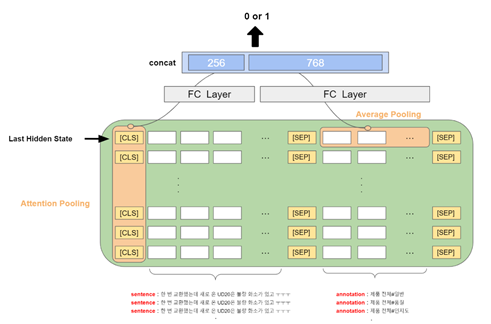 0 or 1
concat
256 768
FC Layer FC Layer
Average Pooling
Last Hidden State
[CLS] ... [SEP] ... [SEP]
[CLS] ... [SEP] [SEP]
Attention Pooling
[CLS] ... [SEP] ... [SEP]
[CLS] ... [SEP] ... [SEP]
[CLS] ... [SEP] ... [SEP]
sentence : 한 번 교환했는데 새로 온 UD20은 불량 화소가 있고 ㅜㅜㅜ annotation : 제품 전체#일반
sentence : 한 번 교환했는데 새로 온 UD20은 불량 화소가 있고 ㅜㅜㅜ annotation : 제품 전체#품질
sentence : 한 번 교환했는데 새로 온 UD20은 불량 화소가 있고 ㅜㅜㅜ annotation : 제품 전체#인지도